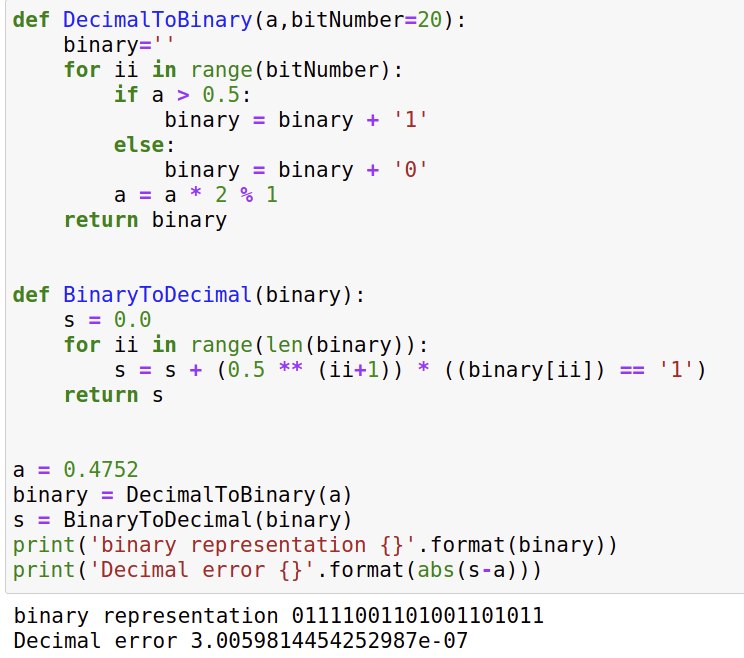 def DecimalToBinary(a,bitNumber=20):
    binary=''
    for ii in range(bitNumber):
        if a > 0.5:
            binary = binary + '1'
        else:
            binary = binary + '0'
        a = a * 2 % 1
    return binary
def BinaryToDecimal(binary):
    s = 0.0
    for ii in range(len(binary)):
        s = s + (0.5 ** (ii+1)) * ((binary[ii]) == '1')
    return s
a = 0.4752
binary = DecimalToBinary(a)
s = BinaryToDecimal(binary)
print('binary representation {}'.format(binary))
print('Decimal error {}'.format(abs(s-a)))
binary representation 01111001101001101011
Decimal error 3.0059814454252987e-07